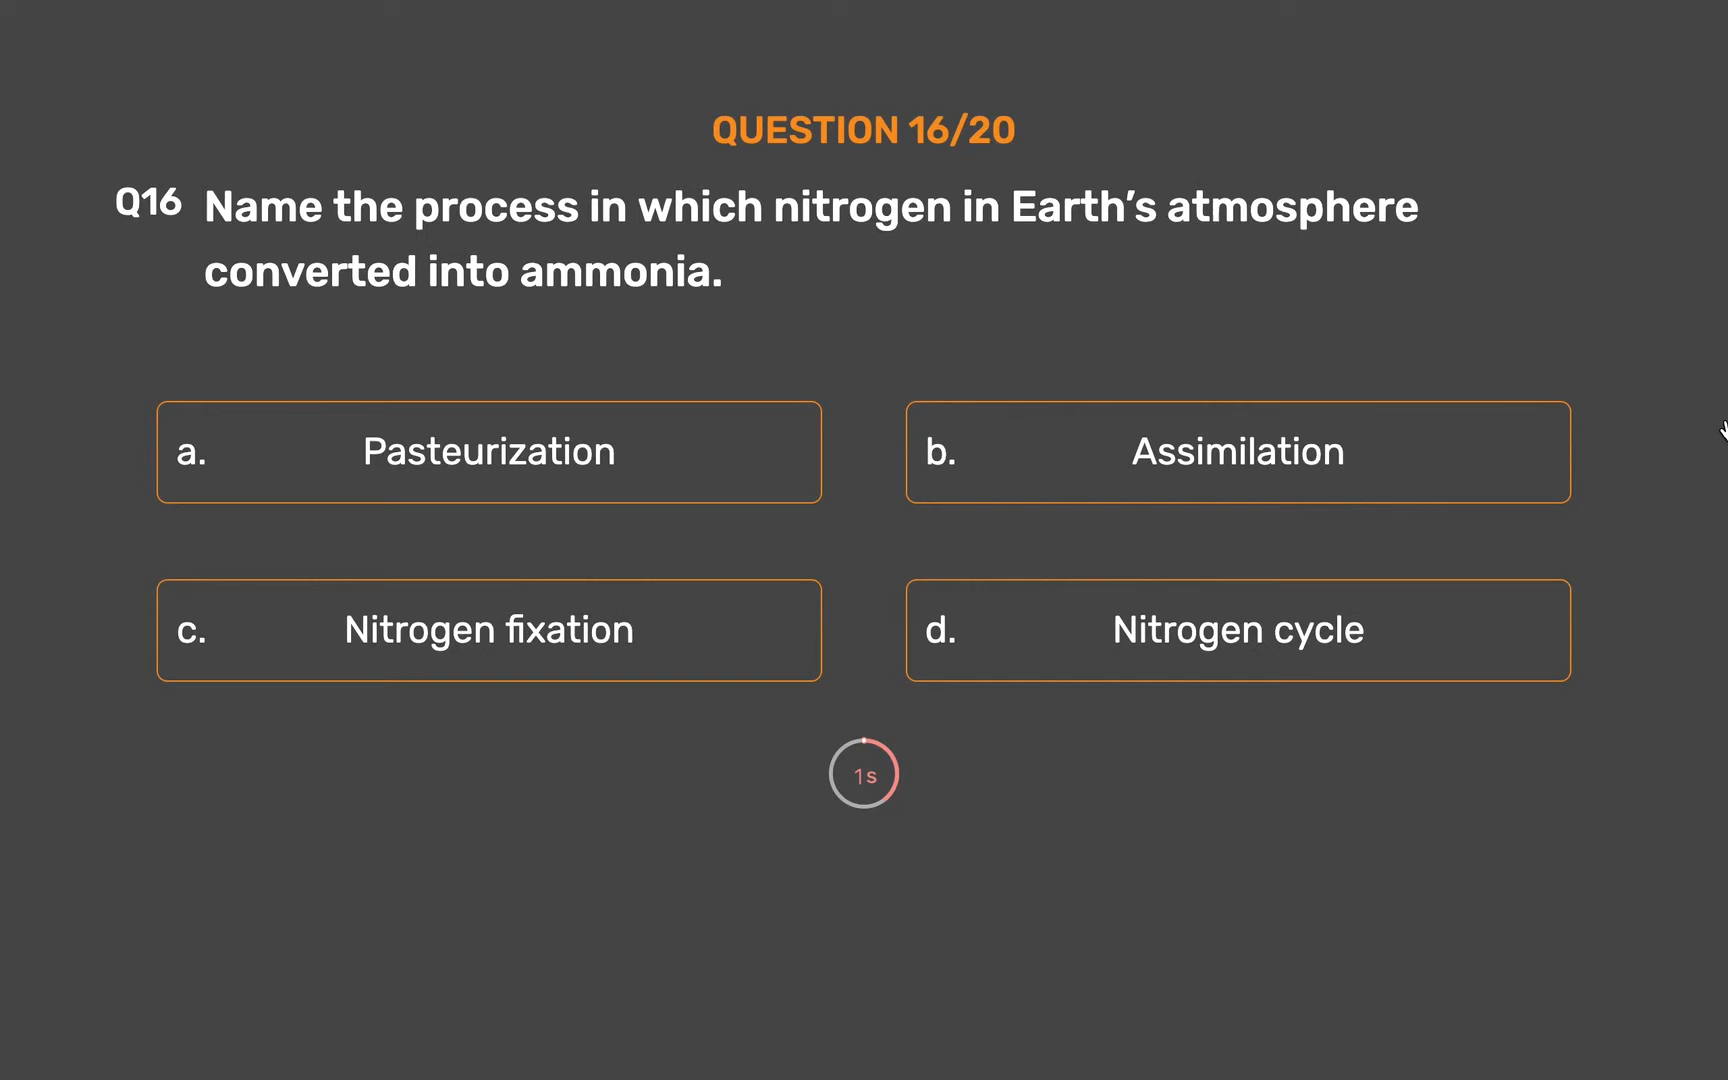 QUESTION 16/20
Q16 Name the process in which nitrogen in Earth’s atmosphere
converted into ammonia.
a. Pasteurization
b. Assimilation
c. Nitrogen fixation
d. Nitrogen cycle
1s